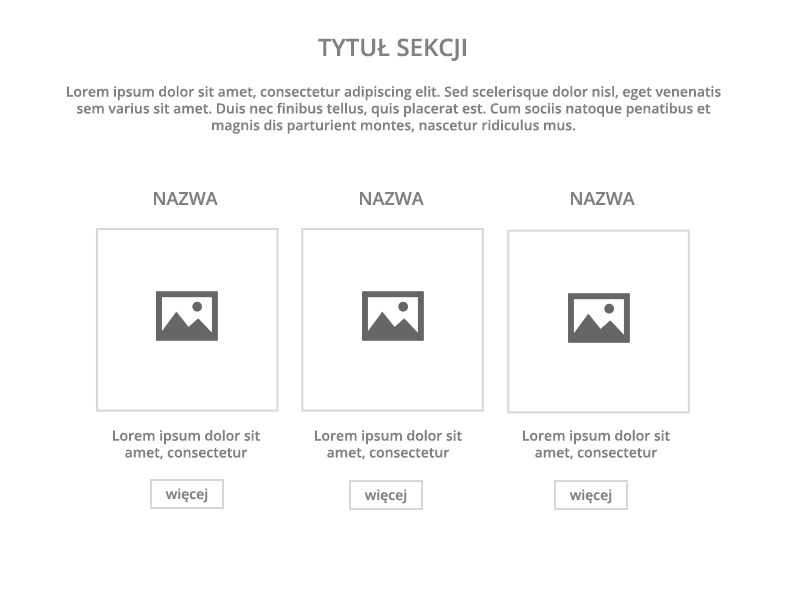 TYTUŁ SEKCJI
Lorem ipsum dolor sit amet, consectetur adipiscing elit. Sed scelerisque dolor nisl, eget venenatis
sem varius sit amet. Duis nec finibus tellus, quis placerat est. Cum sociis natoque penatibus et
magnis dis parturient montes, nascetur ridiculus mus.
NAZWA
Lorem ipsum dolor sit
amet, consectetur
więcej
NAZWA
Lorem ipsum dolor sit
amet, consectetur
więcej
NAZWA
Lorem ipsum dolor sit
amet, consectetur
więcej